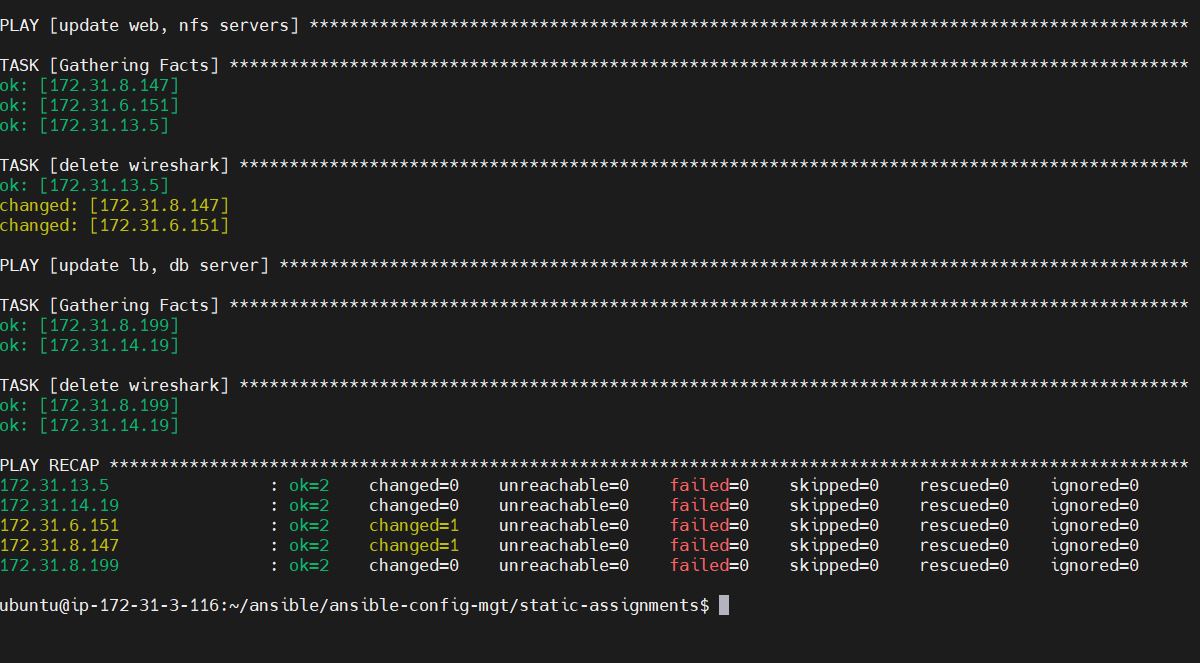 PLAY [update web, nfs servers] ****************************************************************************************
TASK [Gathering Facts] ************************************************************************************************
ok: [172.31.8.147]
ok: [172.31.6.151]
ok: [172.31.13.5]
TASK [delete wireshark] ***********************************************************************************************
ok: [172.31.13.5]
changed: [172.31.8.147]
changed: [172.31.6.151]
PLAY [update lb, db server] *******************************************************************************************
TASK [Gathering Facts] ************************************************************************************************
ok: [172.31.8.199]
ok: [172.31.14.19]
TASK [delete wireshark] ***********************************************************************************************
ok: [172.31.8.199]
ok: [172.31.14.19]
PLAY RECAP ************************************************************************************************************
172.31.13.5                : ok=2    changed=0    unreachable=0    failed=0    skipped=0    rescued=0    ignored=0
172.31.14.19               : ok=2    changed=0    unreachable=0    failed=0    skipped=0    rescued=0    ignored=0
172.31.6.151               : ok=2    changed=1    unreachable=0    failed=0    skipped=0    rescued=0    ignored=0
172.31.8.147               : ok=2    changed=1    unreachable=0    failed=0    skipped=0    rescued=0    ignored=0
172.31.8.199               : ok=2    changed=0    unreachable=0    failed=0    skipped=0    rescued=0    ignored=0
ubuntu@ip-172-31-3-116:~/ansible/ansible-config-mgt/static-assignments$